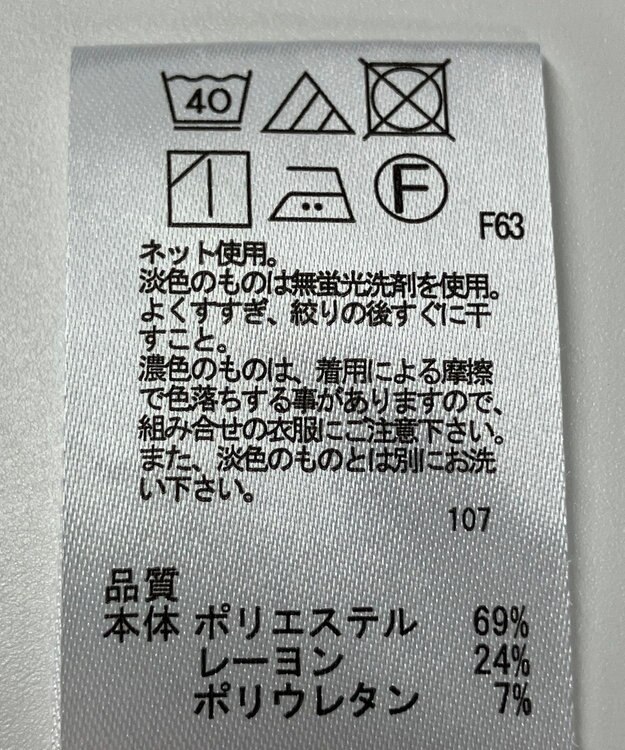 40
F
F63
ネット使用。
淡色のものは無蛍光洗剤を使用。
よくすすぎ、絞りの後すぐに干
すこと。
濃色のものは、着用による摩擦
で色落ちする事がありますので、
組み合せの衣服にご注意下さい。
また、淡色のものとは別にお洗
い下さい。
107
品質
本体 ポリエステル 69%
レーヨン 24%
ポリウレタン 7%